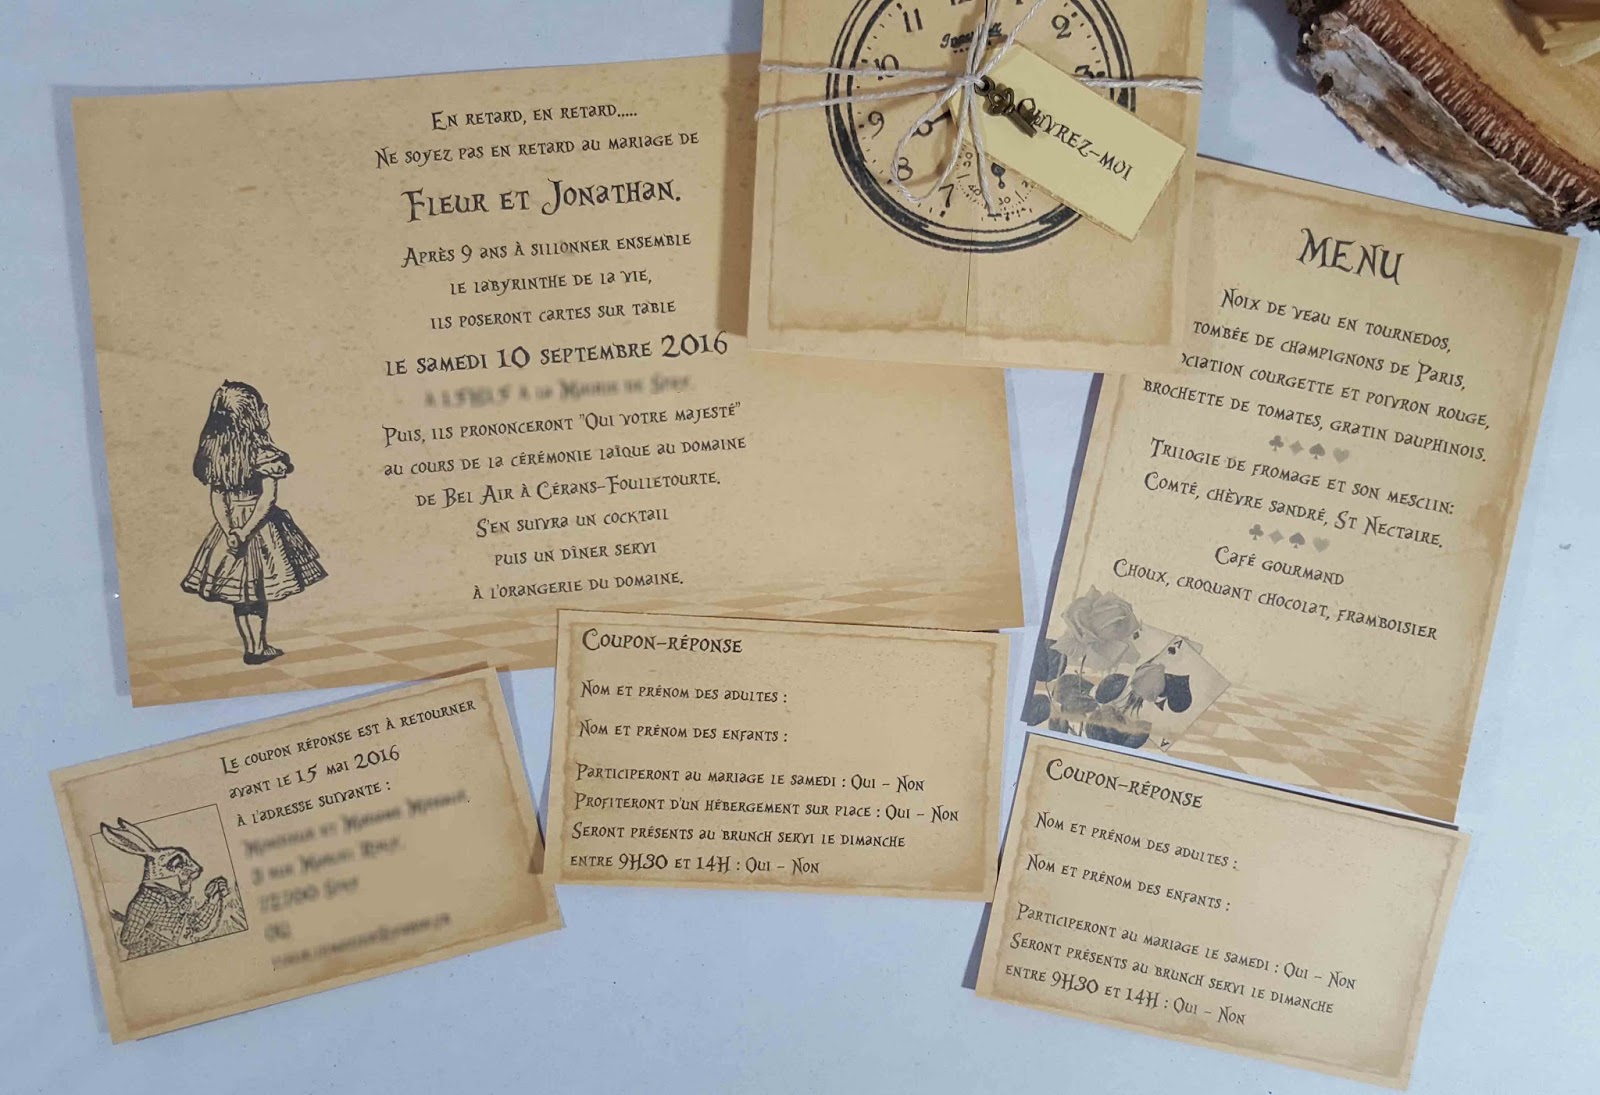 En retard, en retard.....
Ne soyez pas en retard au mariage de
Fleur et Jonathan.
Après 9 ans à sillonner ensemble
le labyrinthe de la vie,
ils poseront cartes sur table
le samedi 10 septembre 2016
Puis, ils prononceront "Oui votre majesté"
au cours de la cérémonie laïque au domaine
de Bel Air à Cérans-Foulletourte.
S'en suivra un cocktail
puis un dîner servi
à l'orangerie du domaine.
11
2
10
3
9
8
7
30
Ouvrez-moi
MENU
Noix de veau en tournedos,
tombée de champignons de Paris,
courgette et poivron rouge,
brochette de tomates, gratin dauphinois.
♣♦♠♥
Trilogie de fromage et son mesclin:
Comté, chèvre sandré, St Nectaire.
♣♦♠♥
Café gourmand
Choux, croquant chocolat, framboisier
A
A
Le coupon réponse est à retourner
avant le 15 mai 2016
à l'adresse suivante :
Coupon-réponse
Nom et prénom des adultes :
Nom et prénom des enfants :
Participeront au mariage le samedi : Oui - Non
Profiteront d'un hébergement sur place : Oui - Non
Seront présents au brunch servi le dimanche
entre 9H30 et 14H : Oui - Non
Coupon-réponse
Nom et prénom des adultes :
Nom et prénom des enfants :
Participeront au mariage le samedi : Oui - Non
Seront présents au brunch servi le dimanche
entre 9H30 et 14H : Oui - Non